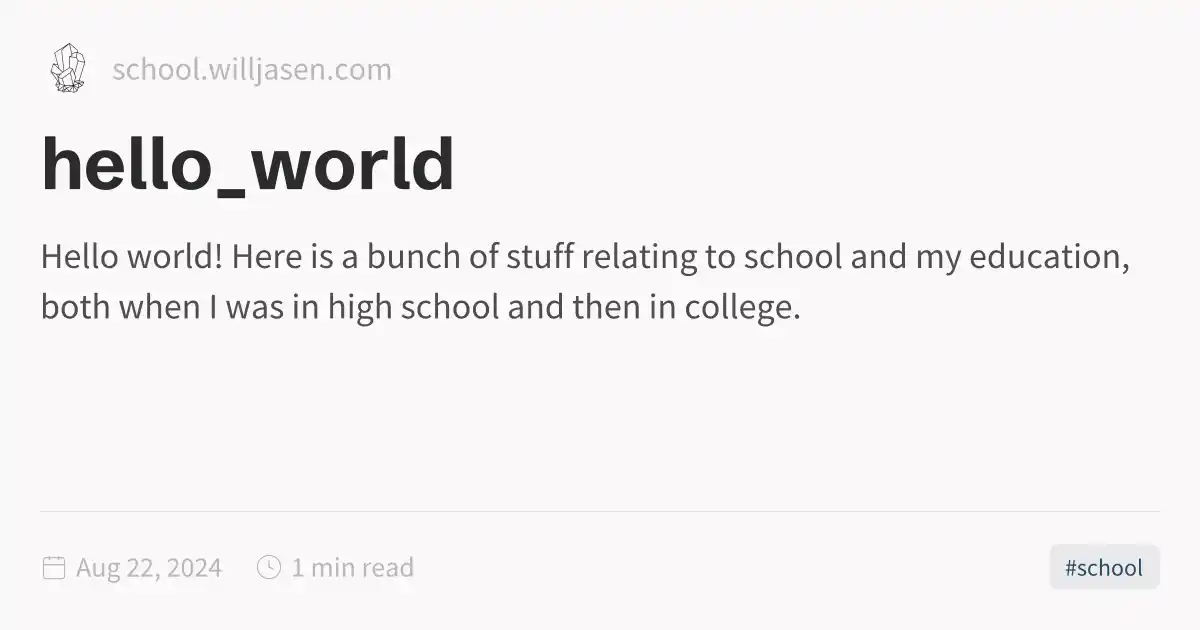 school.willjasen.com
hello_world
Hello world! Here is a bunch of stuff relating to school and my education,
both when I was in high school and then in college.
Aug 22, 2024 1 min read #school